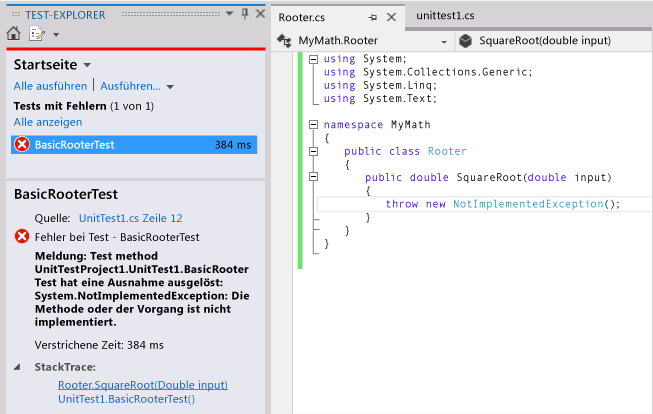 TEST-EXPLORER
Startseite
Alle ausführen | Ausführen...
Tests mit Fehlern (1 von 1)
Alle anzeigen
BasicRooterTest 384 ms
BasicRooterTest
Quelle: UnitTest1.cs Zeile 12
Fehler bei Test - BasicRooterTest
Meldung: Test method
UnitTestProject1.UnitTest1.BasicRooter
Test hat eine Ausnahme ausgelöst:
System.NotImplementedException: Die
Methode oder der Vorgang ist nicht
implementiert.
Verstrichene Zeit: 384 ms
StackTrace:
Rooter.SquareRoot(Double input)
UnitTest1.BasicRooterTest()
Rooter.cs unittest1.cs
MyMath.Rooter SquareRoot(double input)
using System;
using System.Collections.Generic;
using System.Linq;
using System.Text;
namespace MyMath
{
public class Rooter
{
public double SquareRoot(double input)
{
throw new NotImplementedException();
}
}
}